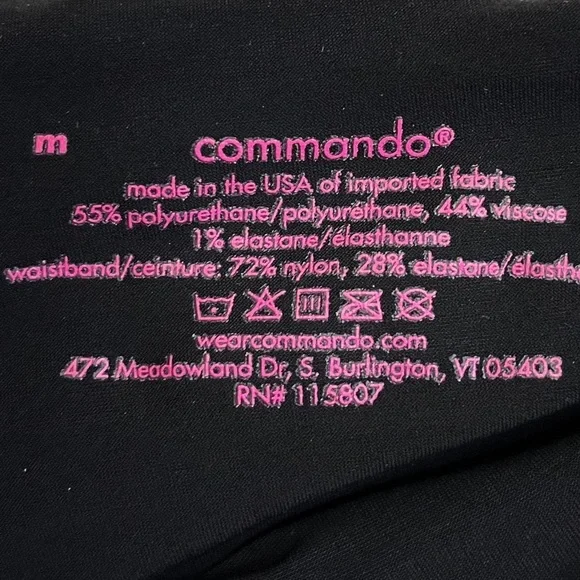 m commando®
made in the USA of imported fabric
55% polyurethane/polyuréthane, 44% viscose
1% elastane/élasthanne
waistband/ceinture: 72% nylon, 28% elastane/élasth
wearcommando.com
472 Meadowland Dr, S. Burlington, VT 05403
RN# 115807